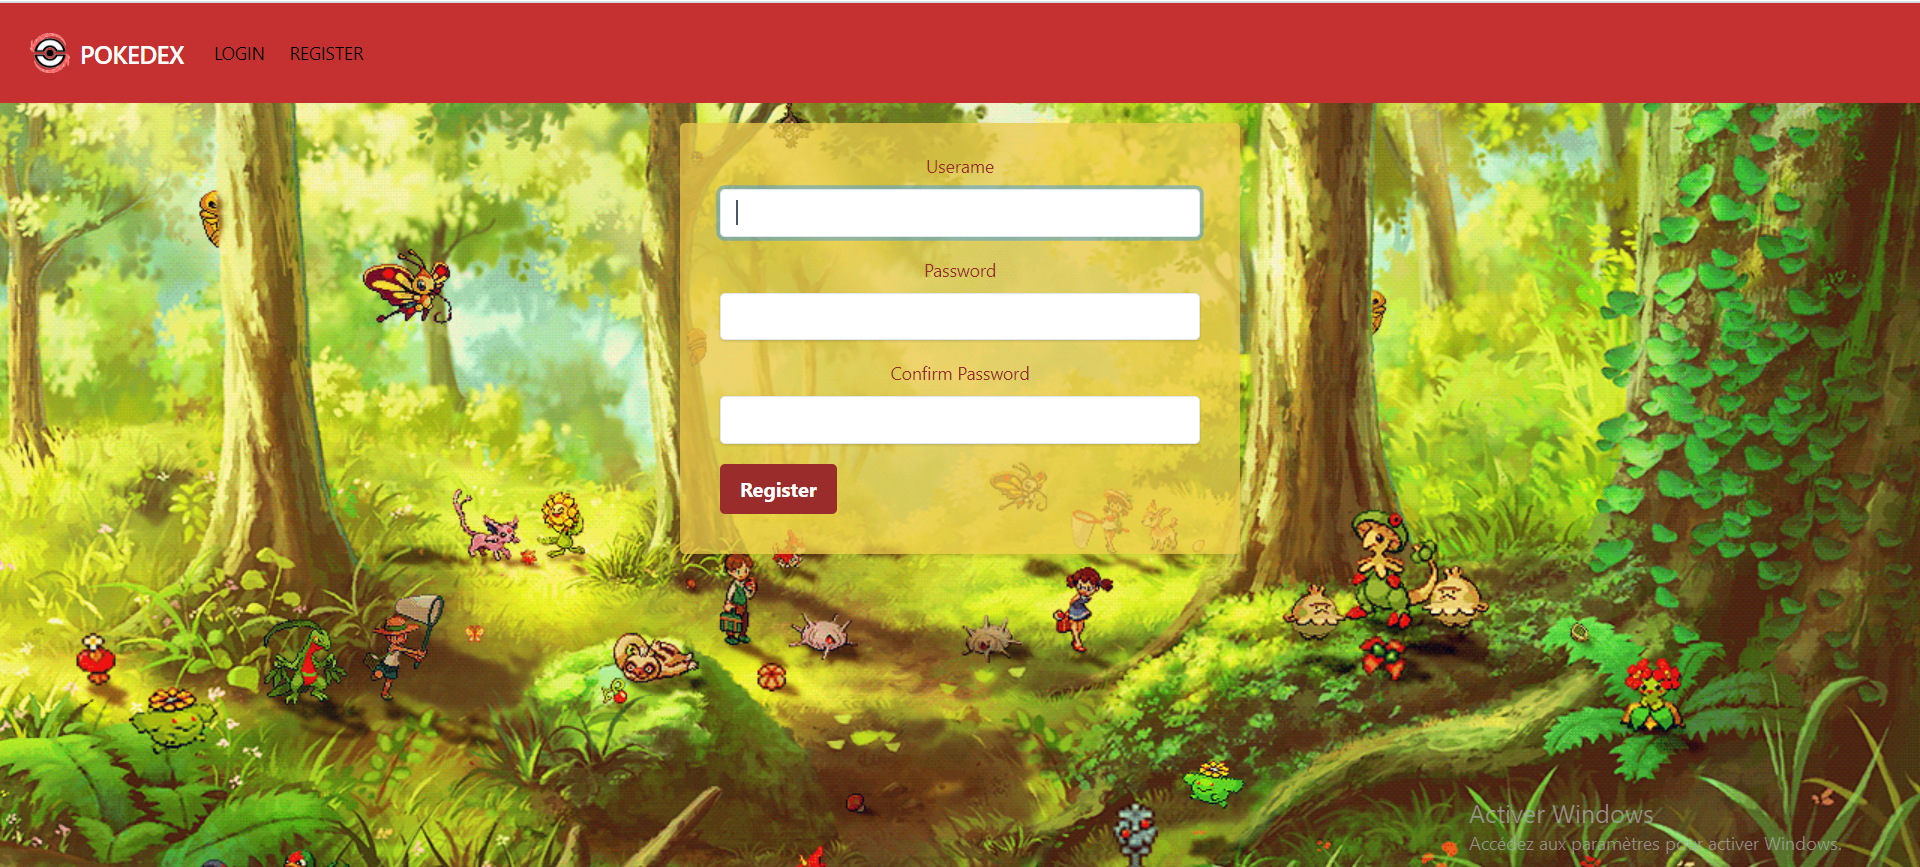 POKEDEX LOGIN REGISTER
Userame
Password
Confirm Password
Register
Activer Windows
Accédez aux paramètres pour activer Windows.